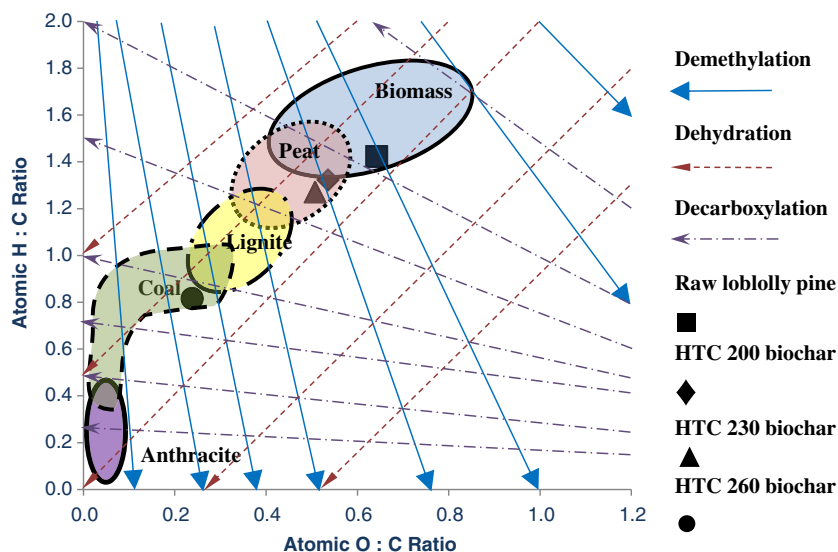 Atomic H : C Ratio
2.0
1.8
1.6
1.4
1.2
1.0
0.8
0.6
0.4
0.2
0.0
Biomass
Peat
Lignite
Coal
Anthracite
0.0 0.2 0.4 0.6 0.8 1.0 1.2
Atomic O : C Ratio
Demethylation
Dehydration
Decarboxylation
Raw loblolly pine
HTC 200 biochar
HTC 230 biochar
HTC 260 biochar